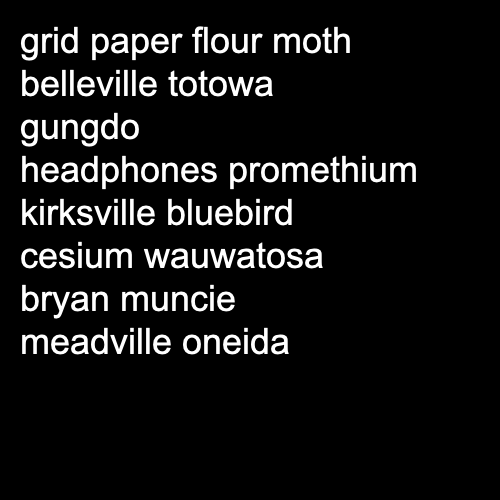 grid paper flour moth
belleville totowa
gungdo
headphones promethium
kirksville bluebird
cesium wauwatosa
bryan muncie
meadville oneida